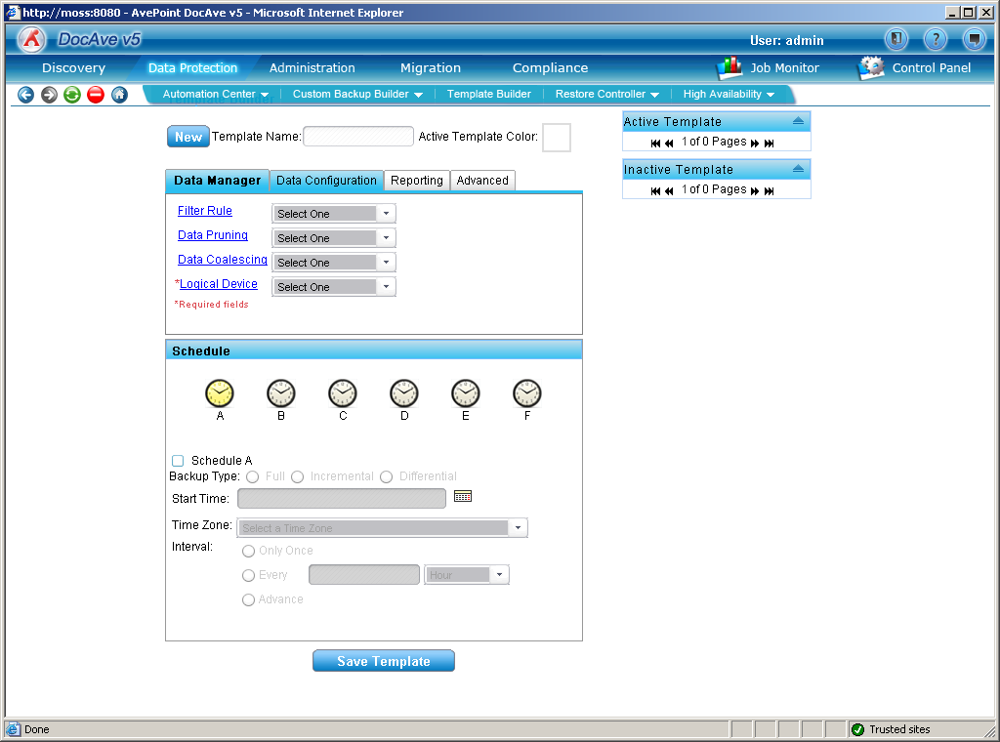 http://moss:8080 - AvePoint DocAve v5 - Microsoft Internet Explorer
DocAve v5
User: admin
Discovery Data Protection Administration Migration Compliance Job Monitor Control Panel
Automation Center Custom Backup Builder Template Builder Restore Controller High Availability
New Template Name: Active Template Color:
Active Template
1 of 0 Pages
Inactive Template
1 of 0 Pages
Data Manager Data Configuration Reporting Advanced
Filter Rule Select One
Data Pruning Select One
Data Coalescing Select One
*Logical Device Select One
*Required fields
Schedule
A B C D E F
Schedule A
Backup Type: Full Incremental Differential
Start Time:
Time Zone: Select a Time Zone
Interval:
Only Once
Every Hour
Advance
Save Template
Done Trusted sites